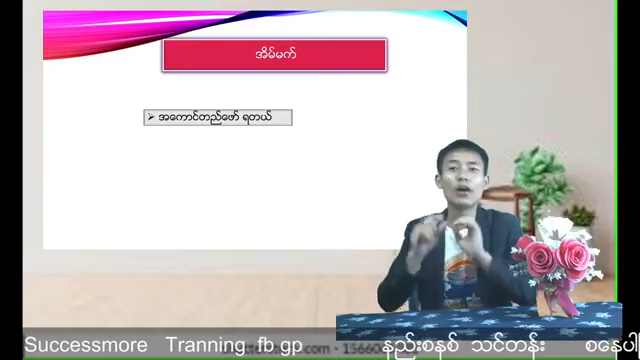 အိမ်မက်
➢ အကောင်တည်ဖော် ရတယ်
Successmore Tranning fb.gp နည်းစနစ် သင်တန်း စနေပါ